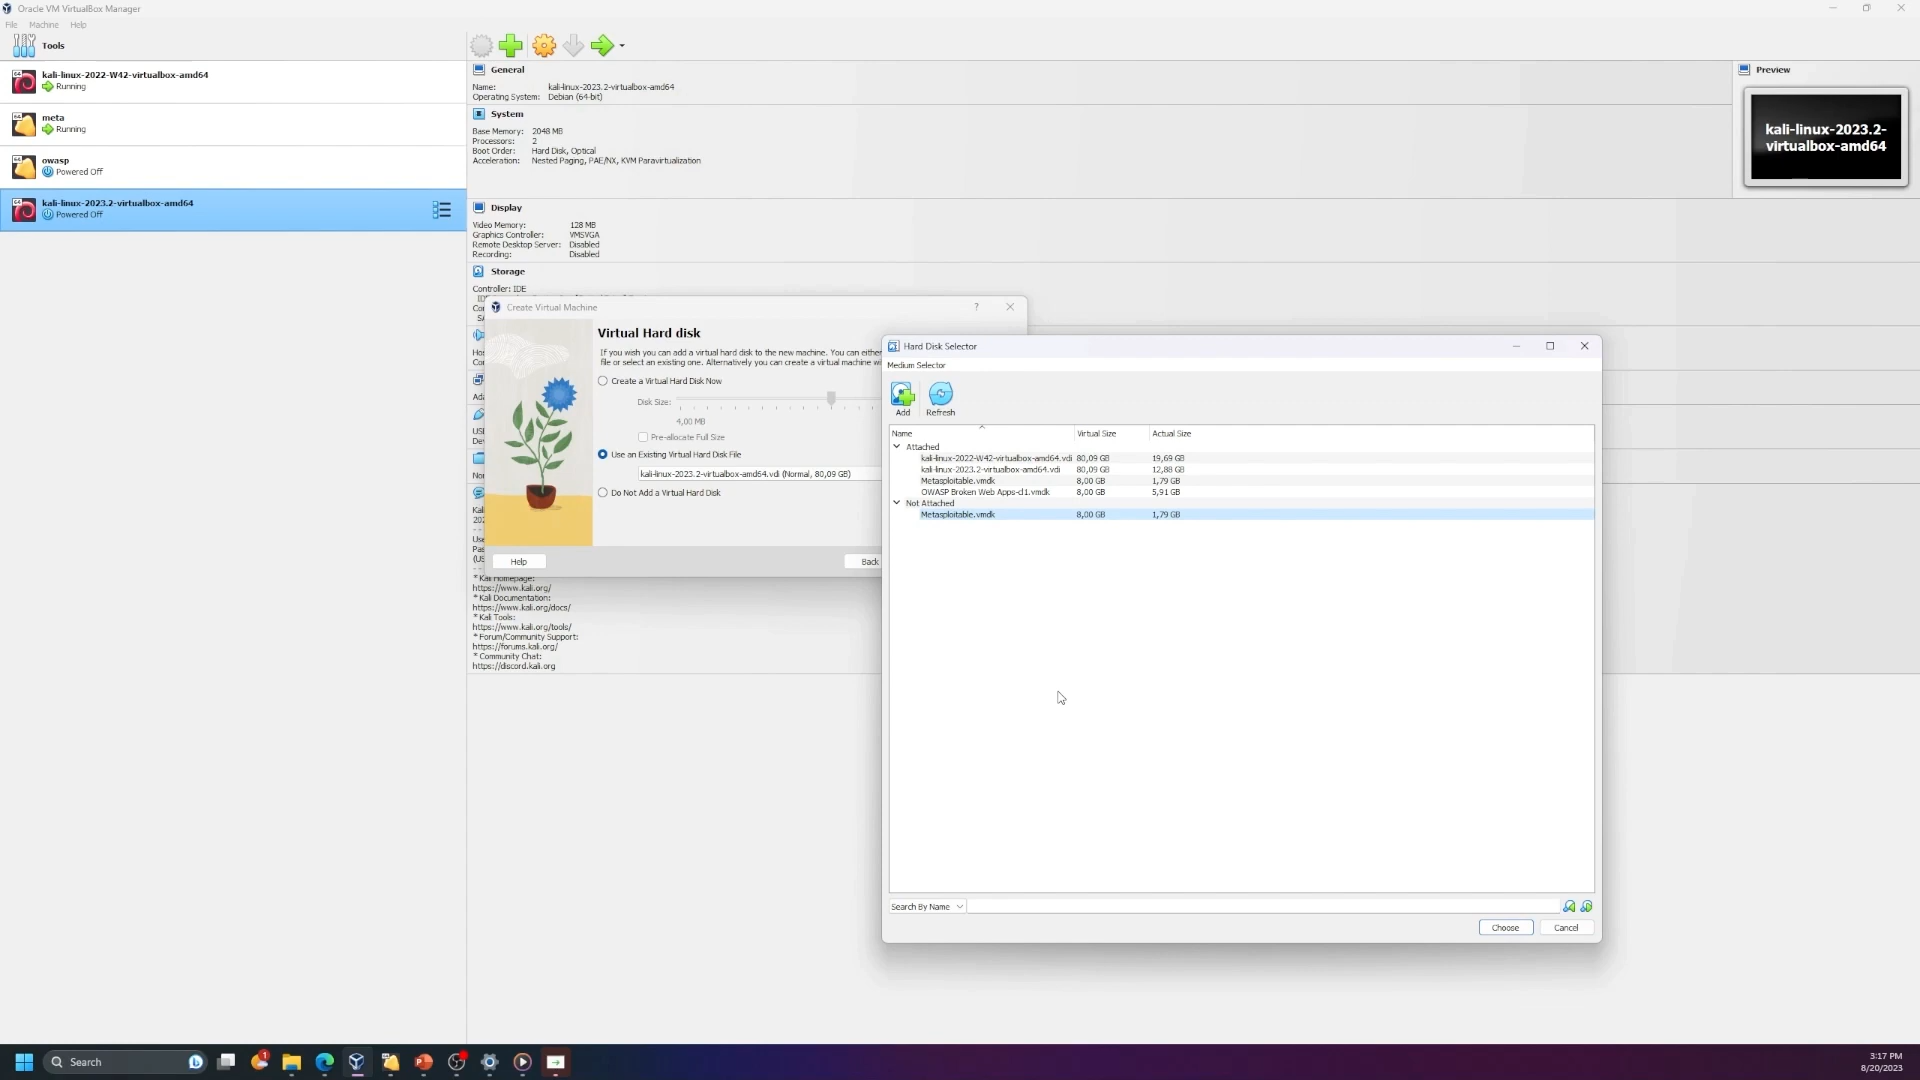 Oracle VM VirtualBox Manager
File Machine Help
Tools
kali-linux-2022-W42-virtualbox-amd64
Running
meta
Running
owasp
Powered Off
kali-linux-2023.2-virtualbox-amd64
Powered Off
General
Name: kali-linux-2023.2-virtualbox-amd64
Operating System: Debian (64-bit)
System
Base Memory: 2048 MB
Processors: 2
Boot Order: Hard Disk, Optical
Acceleration: Nested Paging, PAE/NX, KVM Paravirtualization
Preview
kali-linux-2023.2-
virtualbox-amd64
Display
Video Memory: 128 MB
Graphics Controller: VMSVGA
Remote Desktop Server: Disabled
Recording: Disabled
Storage
Controller: IDE
Create Virtual Machine
?
Virtual Hard disk
If you wish you can add a virtual hard disk to the new machine. You can either
file or select an existing one. Alternatively you can create a virtual machine wi
Create a Virtual Hard Disk Now
Disk Size:
4,00 MB
Pre-allocate Full Size
Use an Existing Virtual Hard Disk File
kali-linux-2023.2-virtualbox-amd64.vdi (Normal, 80,09 GB)
Do Not Add a Virtual Hard Disk
Help
Back
* Kali Homepage:
https://www.kali.org/
* Kali Documentation:
https://www.kali.org/docs/
* Kali Tools:
https://www.kali.org/tools/
* Forum/Community Support:
https://forums.kali.org/
* Community Chat:
https://discord.kali.org
Hard Disk Selector
Medium Selector
Add Refresh
Name Virtual Size Actual Size
Attached
kali-linux-2022-W42-virtualbox-amd64.vdi 80,09 GB 19,69 GB
kali-linux-2023.2-virtualbox-amd64.vdi 80,09 GB 12,88 GB
Metasploitable.vmdk 8,00 GB 1,79 GB
OWASP Broken Web Apps-cl1.vmdk 8,00 GB 5,91 GB
Not Attached
Metasploitable.vmdk 8,00 GB 1,79 GB
Search By Name
Choose Cancel
Search
1
3:17 PM
8/20/2023